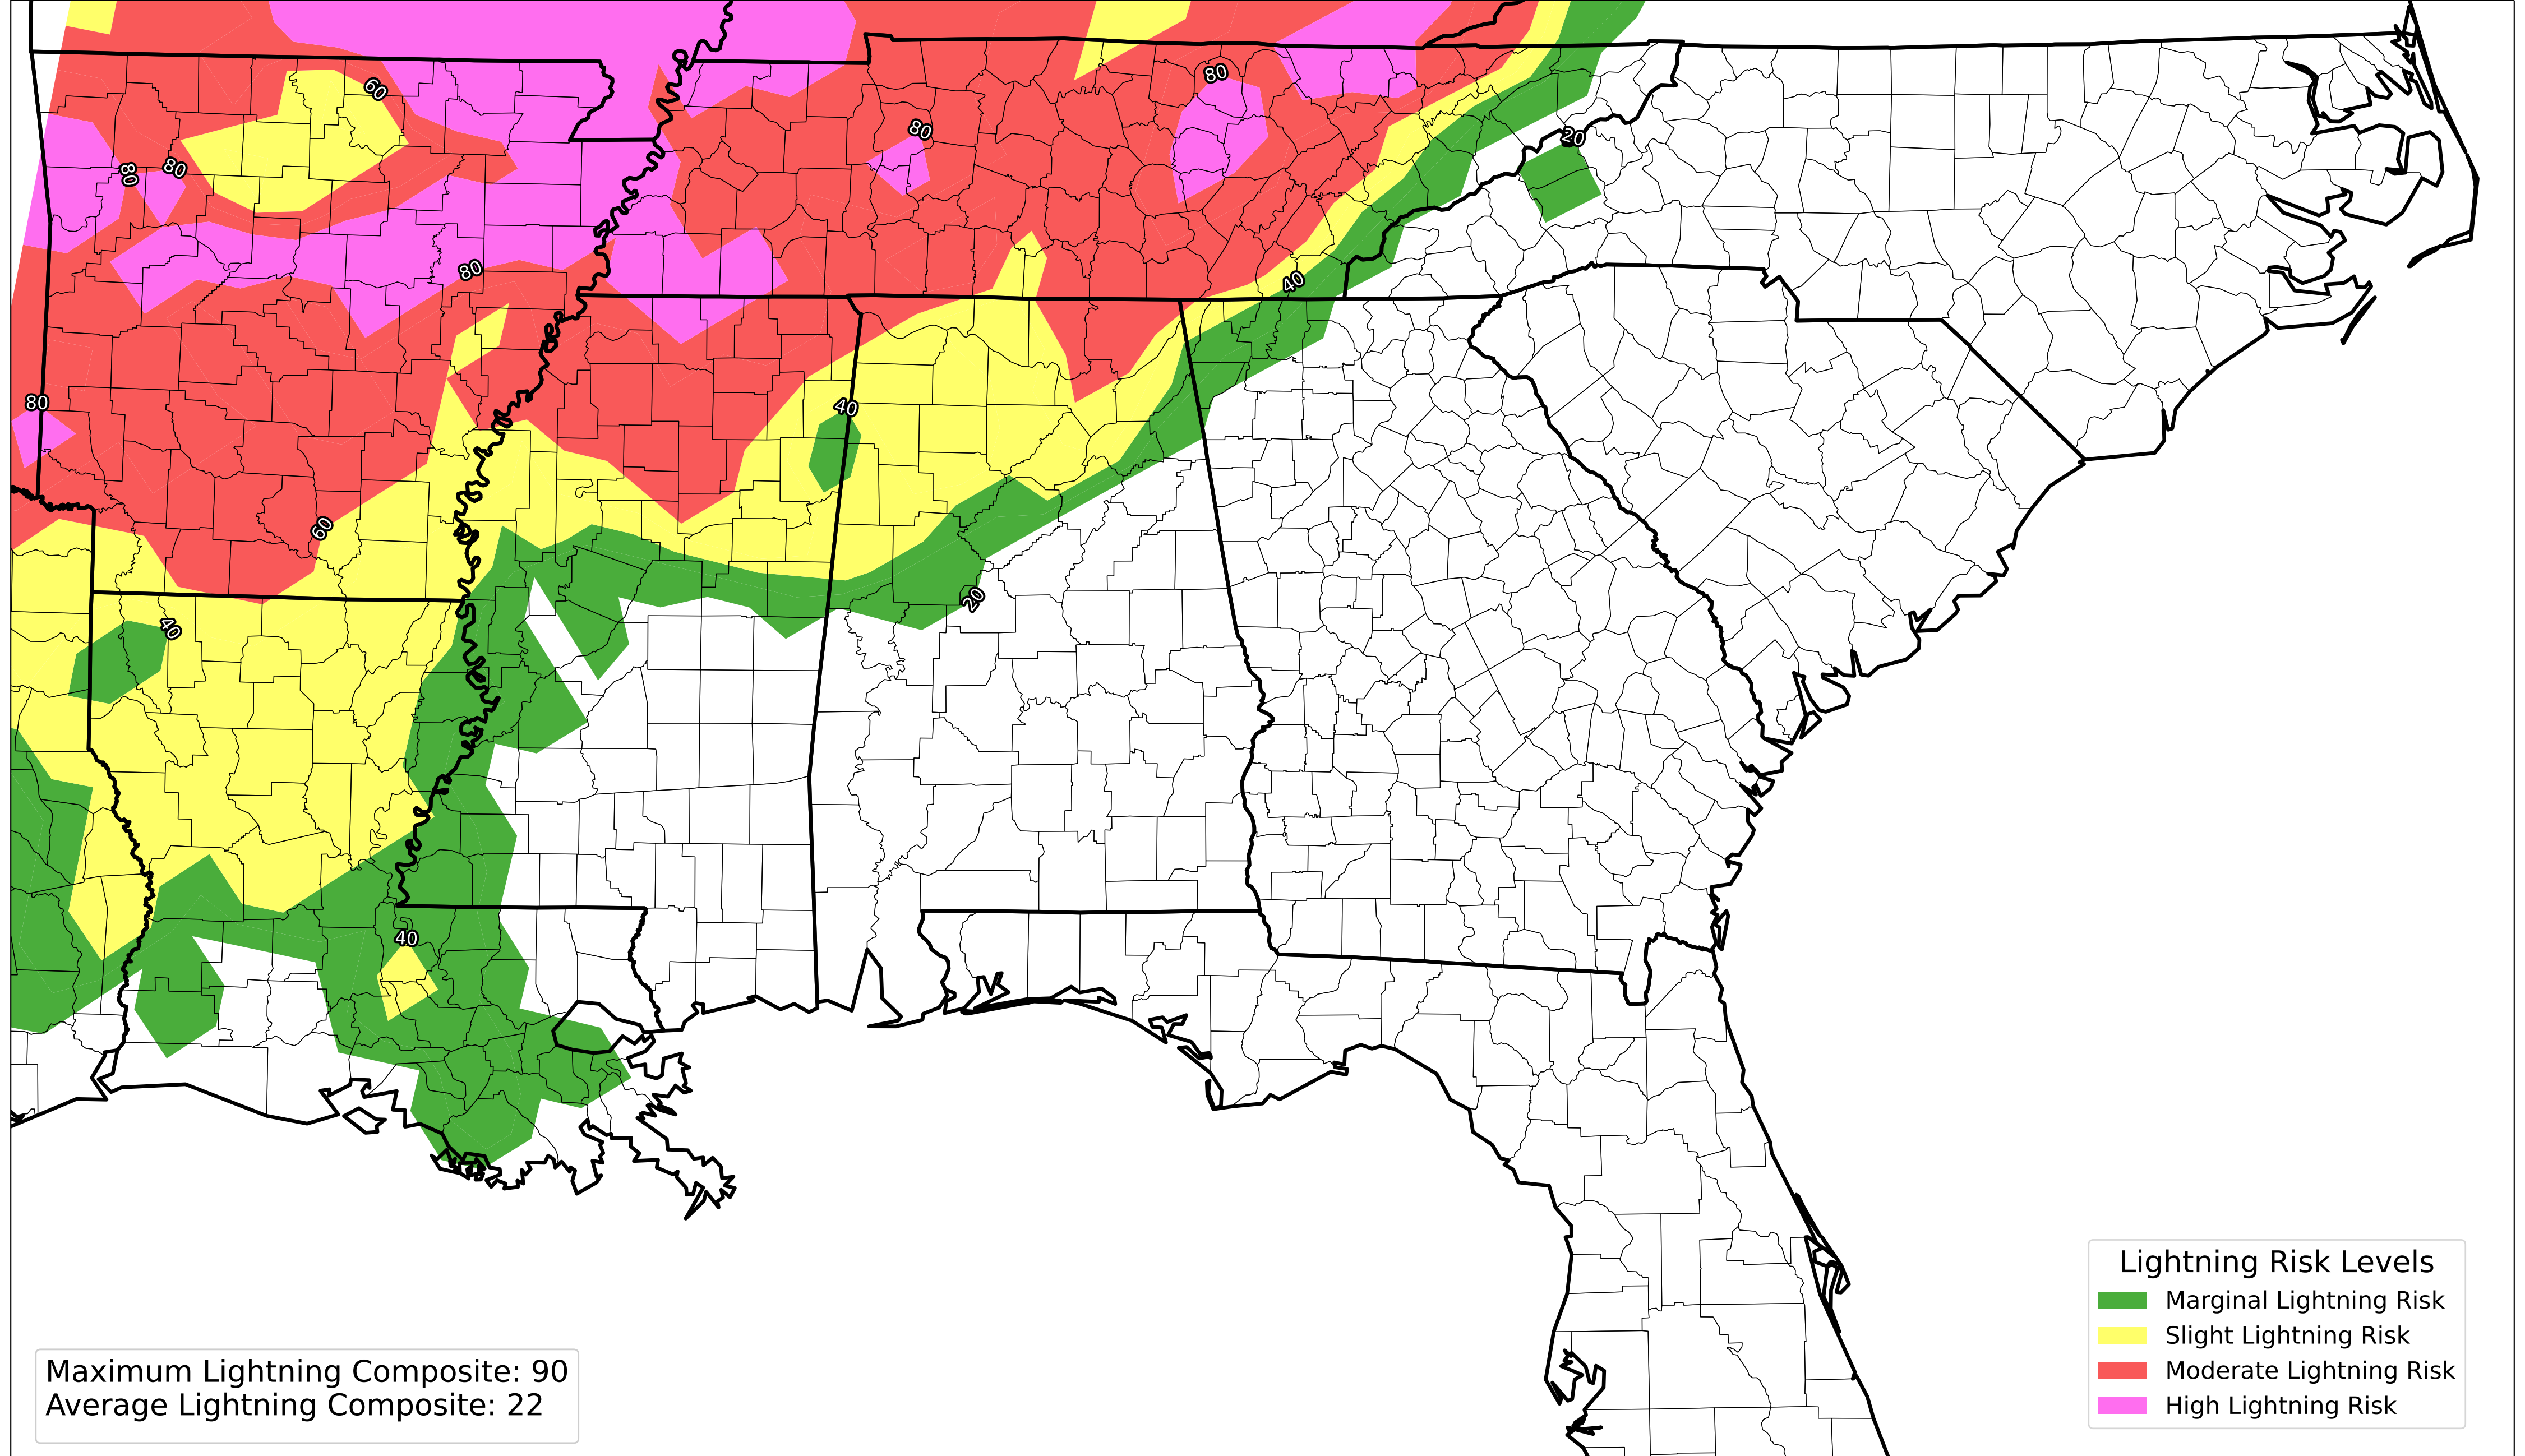 60
80
80
20
80
80
80
40
80
40
60
20
40
40
Lightning Risk Levels
Marginal Lightning Risk
Slight Lightning Risk
Moderate Lightning Risk
High Lightning Risk
Maximum Lightning Composite: 90
Average Lightning Composite: 22